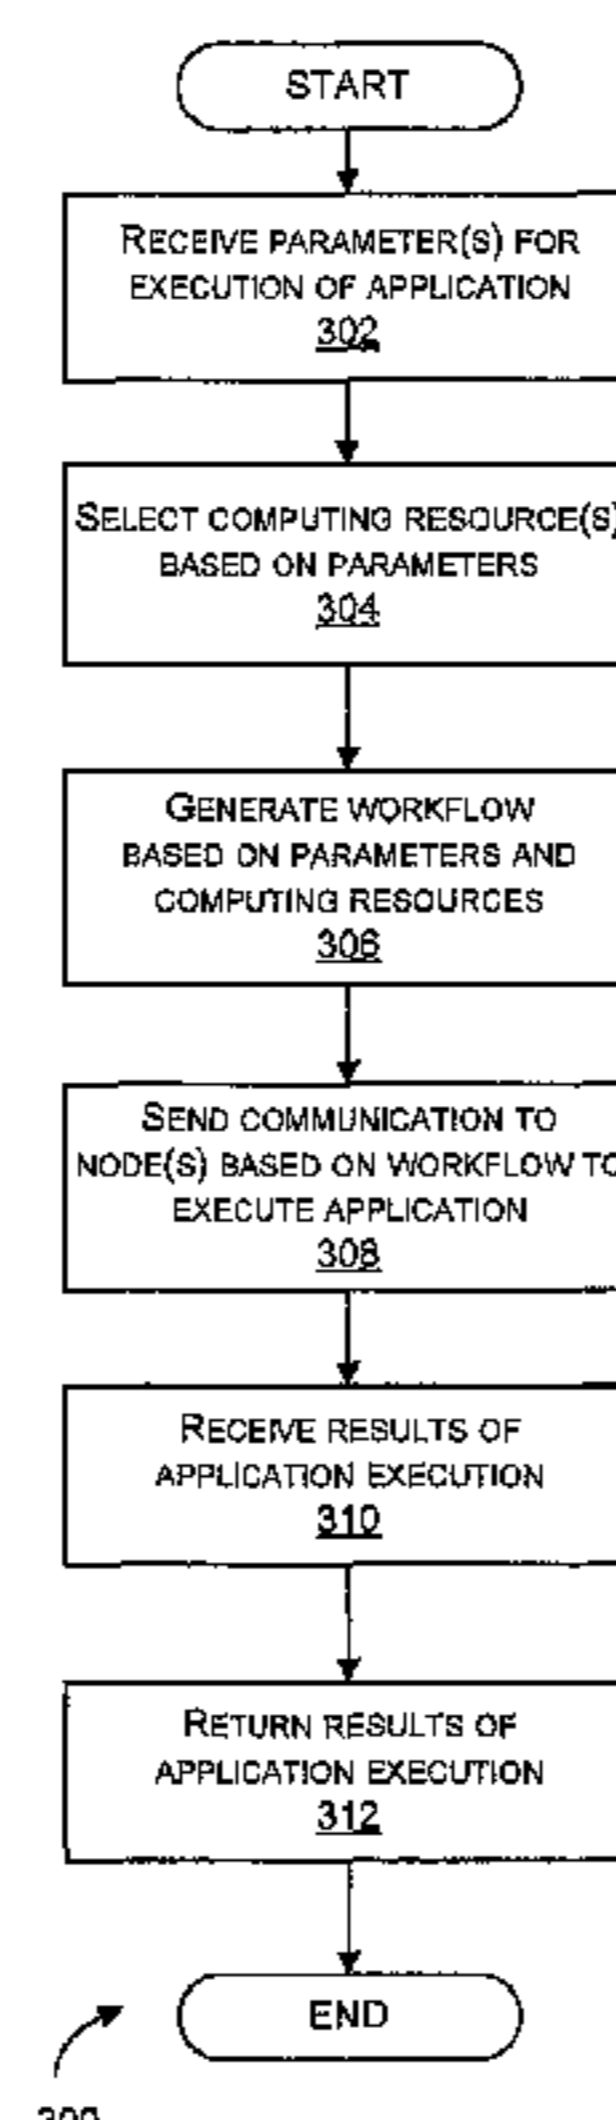 START
RECEIVE PARAMETER(S) FOR
EXECUTION OF APPLICATION
302
SELECT COMPUTING RESOURCE(S)
BASED ON PARAMETERS
304
GENERATE WORKFLOW
BASED ON PARAMETERS AND
COMPUTING RESOURCES
306
SEND COMMUNICATION TO
NODE(S) BASED ON WORKFLOW TO
EXECUTE APPLICATION
308
RECEIVE RESULTS OF
APPLICATION EXECUTION
310
RETURN RESULTS OF
APPLICATION EXECUTION
312
END